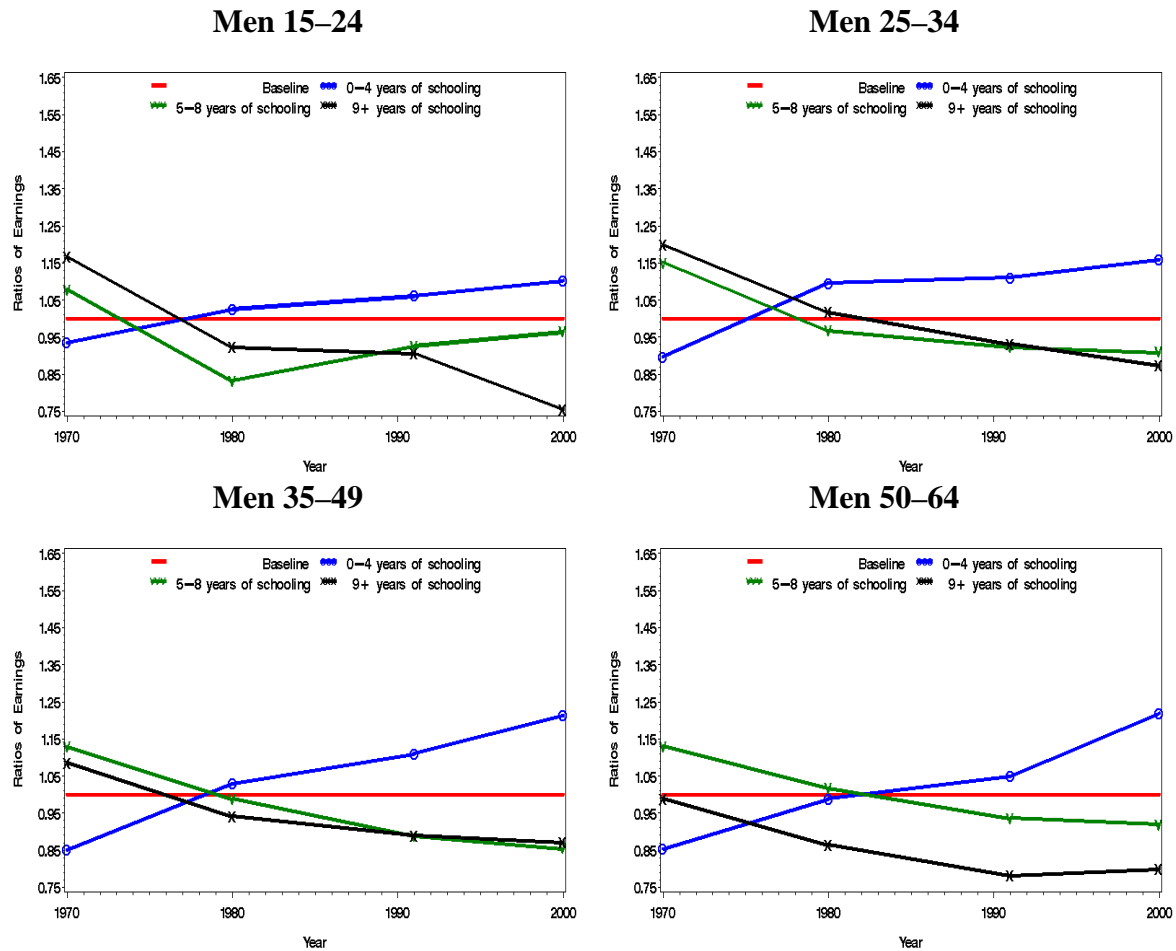 Men 15–24
Baseline 0–4 years of schooling
5–8 years of schooling 9+ years of schooling
1.65
1.55
1.45
1.35
1.25
1.15
1.05
0.95
0.85
0.75
Ratios of Earnings
1970 1980 1990 2000
Year
Men 25–34
Baseline 0–4 years of schooling
5–8 years of schooling 9+ years of schooling
1.65
1.55
1.45
1.35
1.25
1.15
1.05
0.95
0.85
0.75
Ratios of Earnings
1970 1980 1990 2000
Year
Men 35–49
Baseline 0–4 years of schooling
5–8 years of schooling 9+ years of schooling
1.65
1.55
1.45
1.35
1.25
1.15
1.05
0.95
0.85
0.75
Ratios of Earnings
1970 1980 1990 2000
Year
Men 50–64
Baseline 0–4 years of schooling
5–8 years of schooling 9+ years of schooling
1.65
1.55
1.45
1.35
1.25
1.15
1.05
0.95
0.85
0.75
Ratios of Earnings
1970 1980 1990 2000
Year